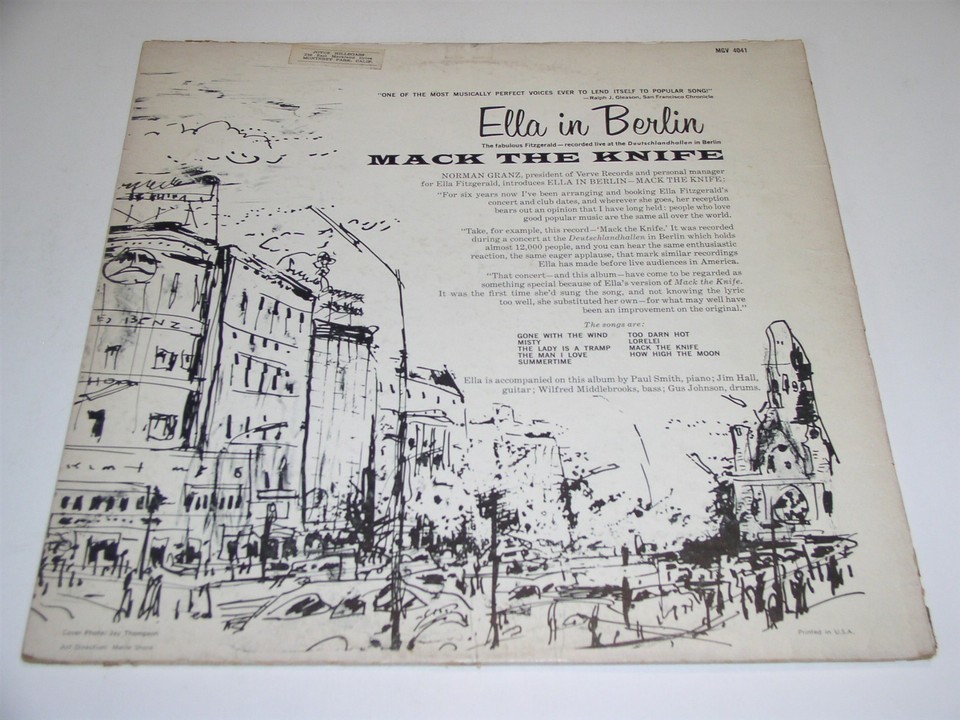 MGV 4041
MONTEREY PARK, CALIF.
"ONE OF THE MOST MUSICALLY PERFECT VOICES EVER TO LEND ITSELF TO POPULAR SONG!"
—Ralph J. Gleason, San Francisco Chronicle
Ella in Berlin
The fabulous Fitzgerald—recorded live at the Deutschlandhallen in Berlin
MACK THE KNIFE
NORMAN GRANZ, president of Verve Records and personal manager
for Ella Fitzgerald, introduces ELLA IN BERLIN—MACK THE KNIFE:
"For six years now I've been arranging and booking Ella Fitzgerald's
concert and club dates, and wherever she goes, her reception
bears out an opinion that I have long held: people who love
good popular music are the same all over the world.
"Take, for example, this record—'Mack the Knife.' It was recorded
during a concert at the Deutschlandhallen in Berlin which holds
almost 12,000 people, and you can hear the same enthusiastic
reaction, the same eager applause, that mark similar recordings
Ella has made before live audiences in America.
"That concert—and this album—have come to be regarded as
something special because of Ella's version of Mack the Knife.
It was the first time she'd sung the song, and not knowing the lyric
too well, she substituted her own—for what may well have
been an improvement on the original."
The songs are:
GONE WITH THE WIND
MISTY
THE LADY IS A TRAMP
THE MAN I LOVE
SUMMERTIME
TOO DARN HOT
LORELEI
MACK THE KNIFE
HOW HIGH THE MOON
Ella is accompanied on this album by Paul Smith, piano; Jim Hall,
guitar; Wilfred Middlebrooks, bass; Gus Johnson, drums.
Cover Photo: Jay Thompson
Art Direction: Merle Shore
Printed in U.S.A.